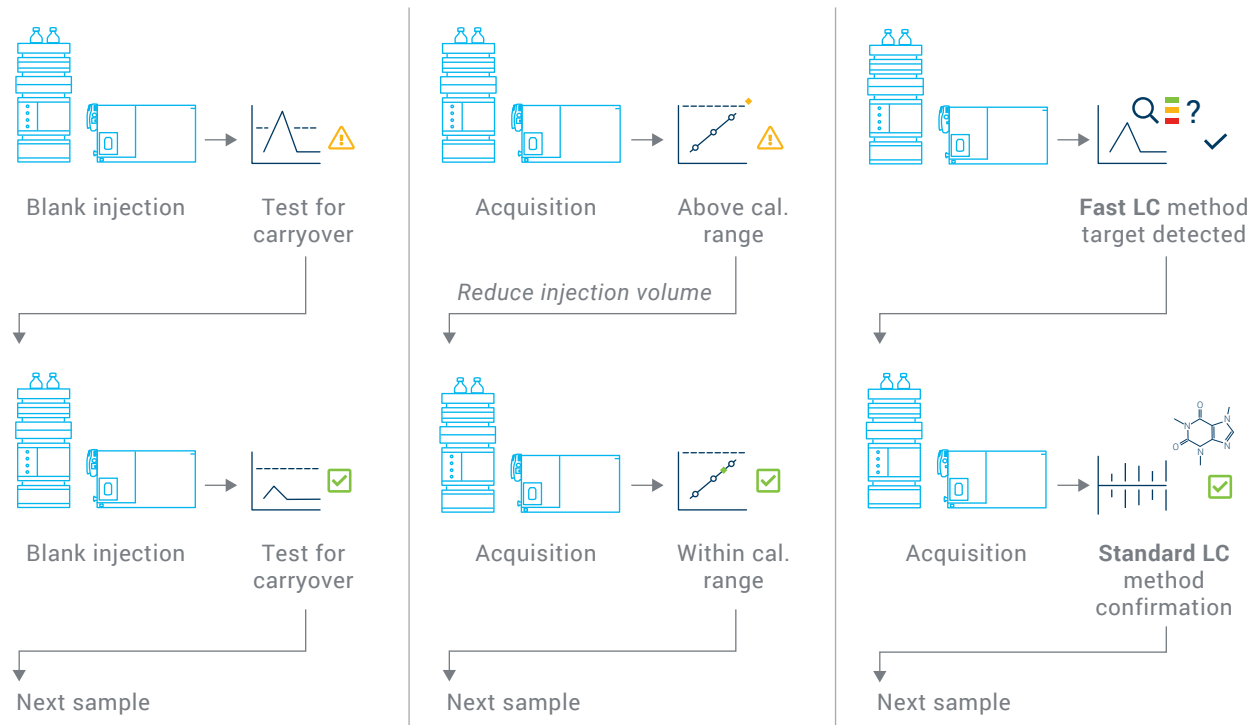 Blank injection
Test for
carryover
Blank injection
Test for
carryover
Next sample
Acquisition
Above cal.
range
Reduce injection volume
Acquisition
Within cal.
range
Next sample
?
Fast LC method
target detected
Acquisition
O
N
N
O
N
N
Standard LC
method
confirmation
Next sample